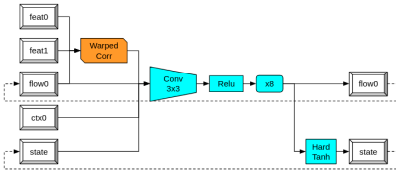 feat0
feat1
Warped
Corr
flow0
Conv
3x3
Relu
x8
flow0
ctx0
state
Hard
Tanh
state